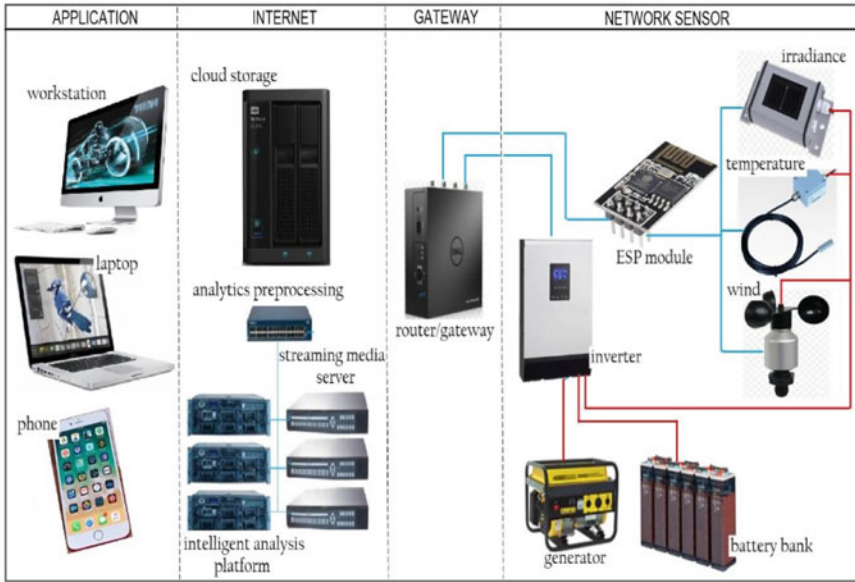 APPLICATION
INTERNET
GATEWAY
NETWORK SENSOR
workstation
laptop
phone
cloud storage
analytics preprocessing
streaming media
server
intelligent analysis
platform
router/gateway
DELL
ESP module
inverter
generator
battery bank
irradiance
temperature
wind